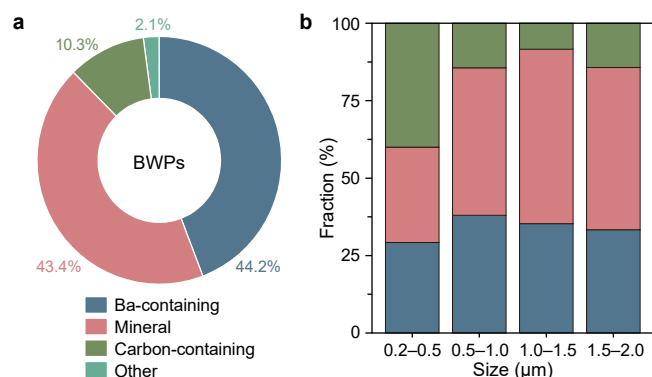 a
2.1%
10.3%
BWPs
43.4%
44.2%
Ba-containing
Mineral
Carbon-containing
Other
b
100
75
50
25
0
Fraction (%)
0.2–0.5 0.5–1.0 1.0–1.5 1.5–2.0
Size (μm)